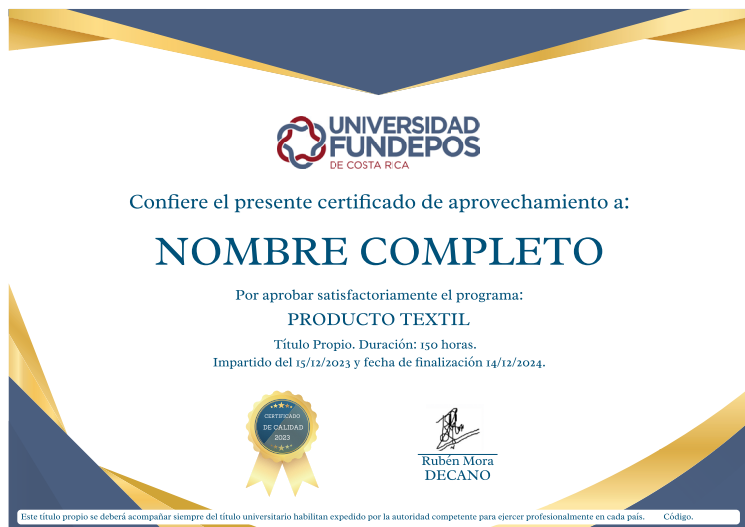 UNIVERSIDAD
FUNDEPOS
DE COSTA RICA
Confiere el presente certificado de aprovechamiento a:
NOMBRE COMPLETO
Por aprobar satisfactoriamente el programa:
PRODUCTO TEXTIL
Título Propio. Duración: 150 horas.
Impartido del 15/12/2023 y fecha de finalización 14/12/2024.
CERTIFICADO
DE CALIDAD
2023
Rubén Mora
DECANO
Este título propio se deberá acompañar siempre del título universitario habilitan expedido por la autoridad competente para ejercer profesionalmente en cada país. Código.